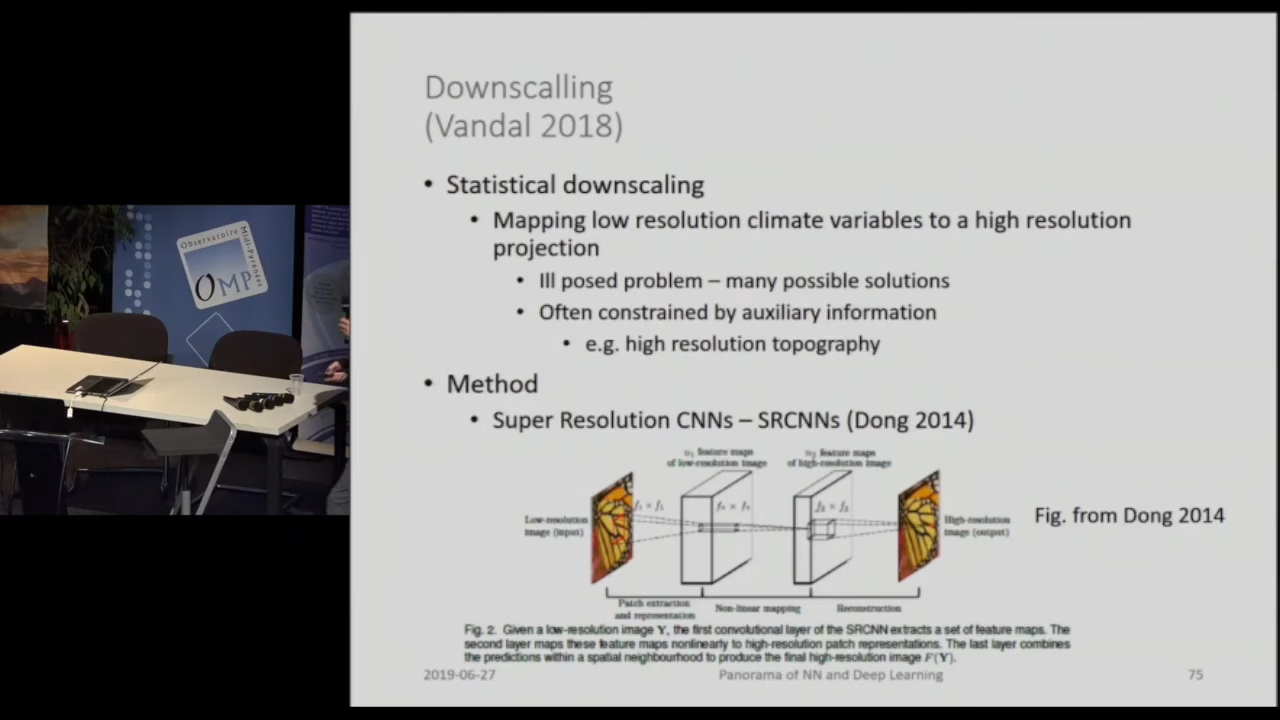 Downscalling
(Vandal 2018)
• Statistical downscaling
• Mapping low resolution climate variables to a high resolution
projection
• Ill posed problem – many possible solutions
• Often constrained by auxiliary information
• e.g. high resolution topography
• Method
• Super Resolution CNNs – SRCNNs (Dong 2014)
n₁ feature maps
of low-resolution image
n₂ feature maps
of high-resolution image
f₁ × f₁
f₂ × f₂
f₃ × f₃
Low-resolution
image (input)
High-resolution
image (output)
Fig. from Dong 2014
Patch extraction
and representation
Non-linear mapping
Reconstruction
Fig. 2. Given a low-resolution image Y, the first convolutional layer of the SRCNN extracts a set of feature maps. The
second layer maps these feature maps nonlinearly to high-resolution patch representations. The last layer combines
the predictions within a spatial neighbourhood to produce the final high-resolution image F(Y).
2019-06-27
Panorama of NN and Deep Learning
75
Observatoire
Midi-Pyrénées
OMP